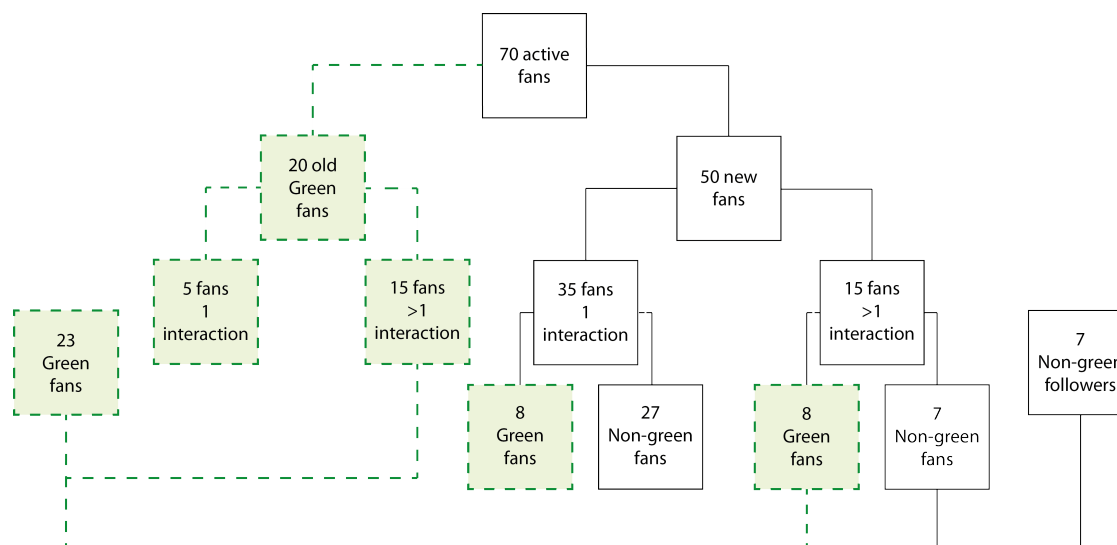 70 active
fans
20 old
Green
fans
50 new
fans
5 fans
1
interaction
15 fans
>1
interaction
35 fans
1
interaction
15 fans
>1
interaction
23
Green
fans
7
Non-green
followers
8
Green
fans
27
Non-green
fans
8
Green
fans
7
Non-green
fans